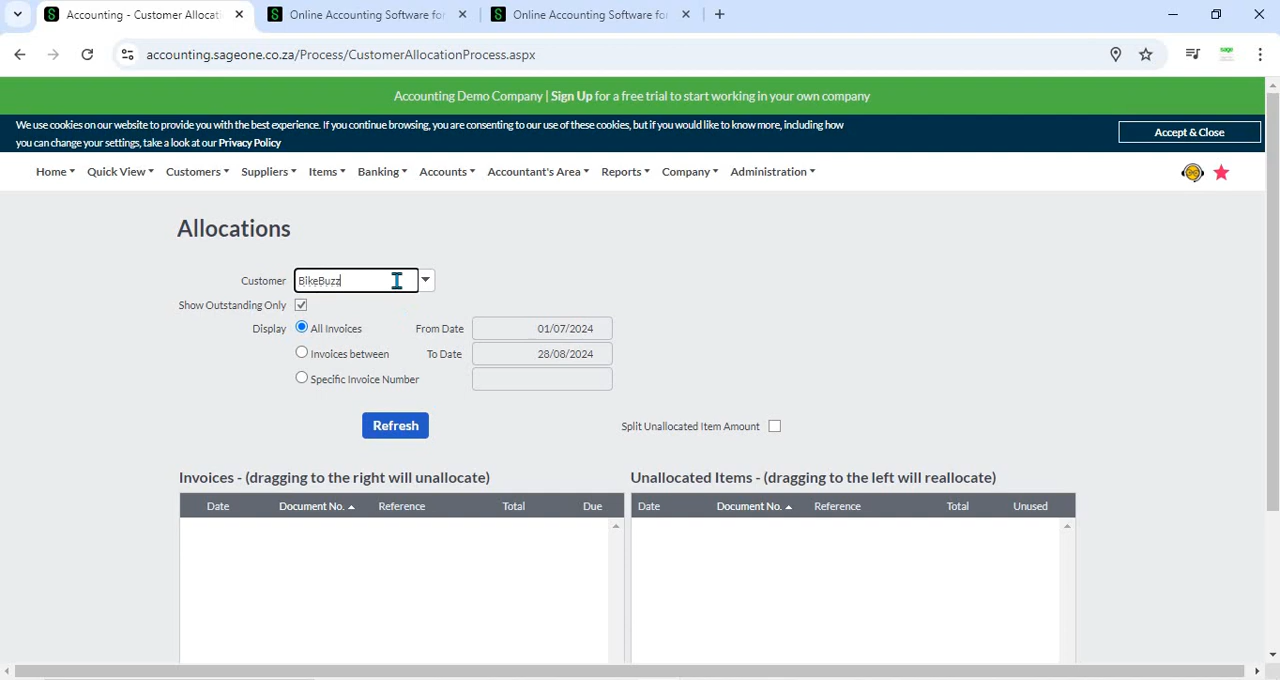 Accounting - Customer Allocati
Online Accounting Software for
Online Accounting Software for
accounting.sageone.co.za/Process/CustomerAllocationProcess.aspx
Accounting Demo Company | Sign Up for a free trial to start working in your own company
We use cookies on our website to provide you with the best experience. If you continue browsing, you are consenting to our use of these cookies, but if you would like to know more, including how
you can change your settings, take a look at our Privacy Policy
Accept & Close
Home Quick View Customers Suppliers Items Banking Accounts Accountant's Area Reports Company Administration
Allocations
Customer BikeBuzz
Show Outstanding Only
Display All Invoices From Date 01/07/2024
Invoices between To Date 28/08/2024
Specific Invoice Number
Refresh Split Unallocated Item Amount
Invoices - (dragging to the right will unallocate) Unallocated Items - (dragging to the left will reallocate)
Date Document No. Reference Total Due Date Document No. Reference Total Unused